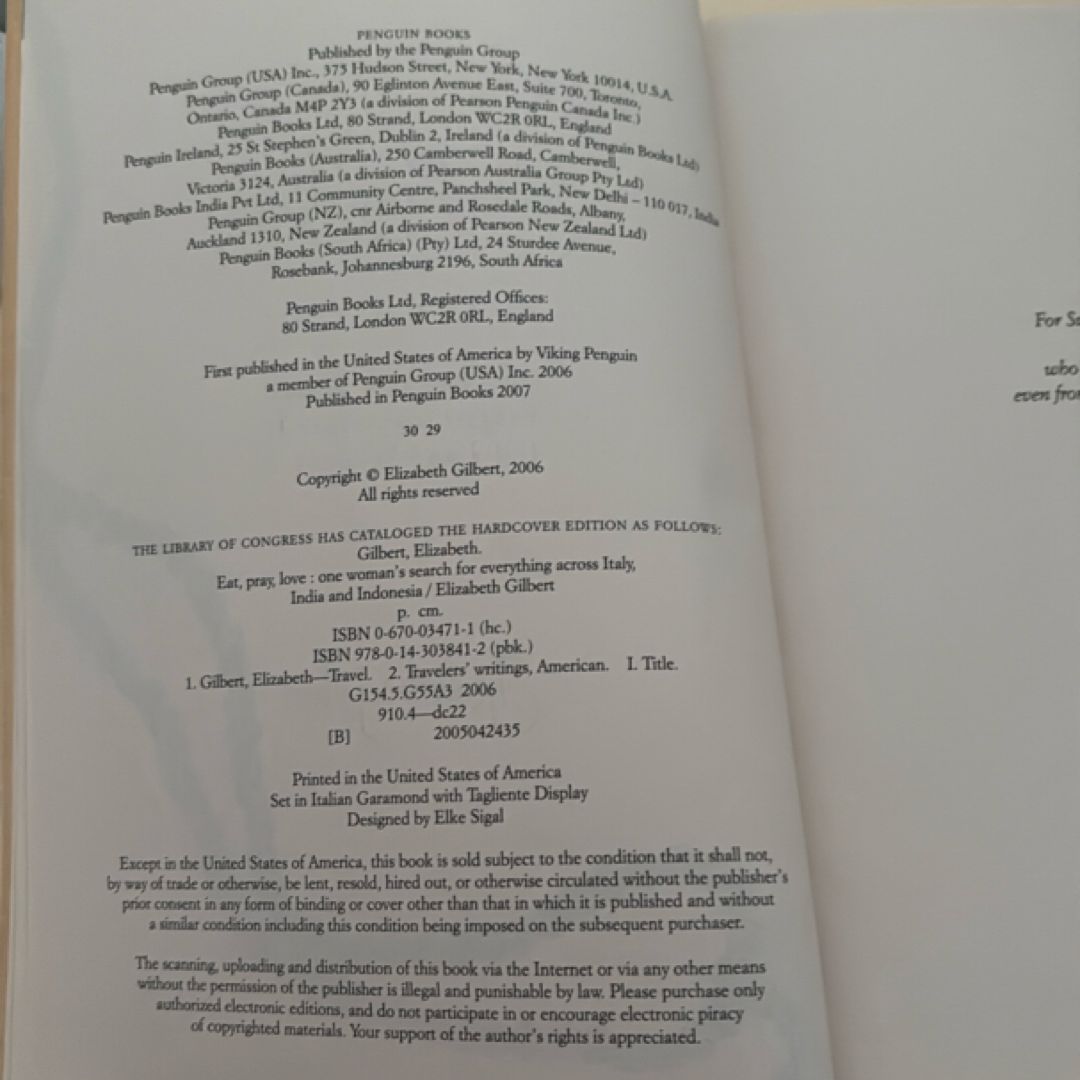 PENGUIN BOOKS
Published by the Penguin Group
Penguin Group (USA) Inc., 375 Hudson Street, New York, New York 10014, U.S.A.
Penguin Group (Canada), 90 Eglinton Avenue East, Suite 700, Toronto,
Ontario, Canada M4P 2Y3 (a division of Pearson Penguin Canada Inc.)
Penguin Books Ltd, 80 Strand, London WC2R 0RL, England
Penguin Ireland, 25 St Stephen's Green, Dublin 2, Ireland (a division of Penguin Books Ltd)
Penguin Books (Australia), 250 Camberwell Road, Camberwell,
Victoria 3124, Australia (a division of Pearson Australia Group Pty Ltd)
Penguin Books India Pvt Ltd, 11 Community Centre, Panchsheel Park, New Delhi – 110 017, India
Penguin Group (NZ), cnr Airborne and Rosedale Roads, Albany,
Auckland 1310, New Zealand (a division of Pearson New Zealand Ltd)
Penguin Books (South Africa) (Pty) Ltd, 24 Sturdee Avenue,
Rosebank, Johannesburg 2196, South Africa
Penguin Books Ltd, Registered Offices:
80 Strand, London WC2R 0RL, England
First published in the United States of America by Viking Penguin
a member of Penguin Group (USA) Inc. 2006
Published in Penguin Books 2007
30 29
Copyright © Elizabeth Gilbert, 2006
All rights reserved
THE LIBRARY OF CONGRESS HAS CATALOGED THE HARDCOVER EDITION AS FOLLOWS:
Gilbert, Elizabeth.
Eat, pray, love : one woman's search for everything across Italy,
India and Indonesia / Elizabeth Gilbert
p. cm.
ISBN 0-670-03471-1 (hc.)
ISBN 978-0-14-303841-2 (pbk.)
1. Gilbert, Elizabeth—Travel. 2. Travelers' writings, American. I. Title.
G154.5.G55A3 2006
910.4—dc22
[B] 2005042435
Printed in the United States of America
Set in Italian Garamond with Tagliente Display
Designed by Elke Sigal
Except in the United States of America, this book is sold subject to the condition that it shall not,
by way of trade or otherwise, be lent, resold, hired out, or otherwise circulated without the publisher's
prior consent in any form of binding or cover other than that in which it is published and without
a similar condition including this condition being imposed on the subsequent purchaser.
The scanning, uploading and distribution of this book via the Internet or via any other means
without the permission of the publisher is illegal and punishable by law. Please purchase only
authorized electronic editions, and do not participate in or encourage electronic piracy
of copyrighted materials. Your support of the author's rights is appreciated.
For
who
even